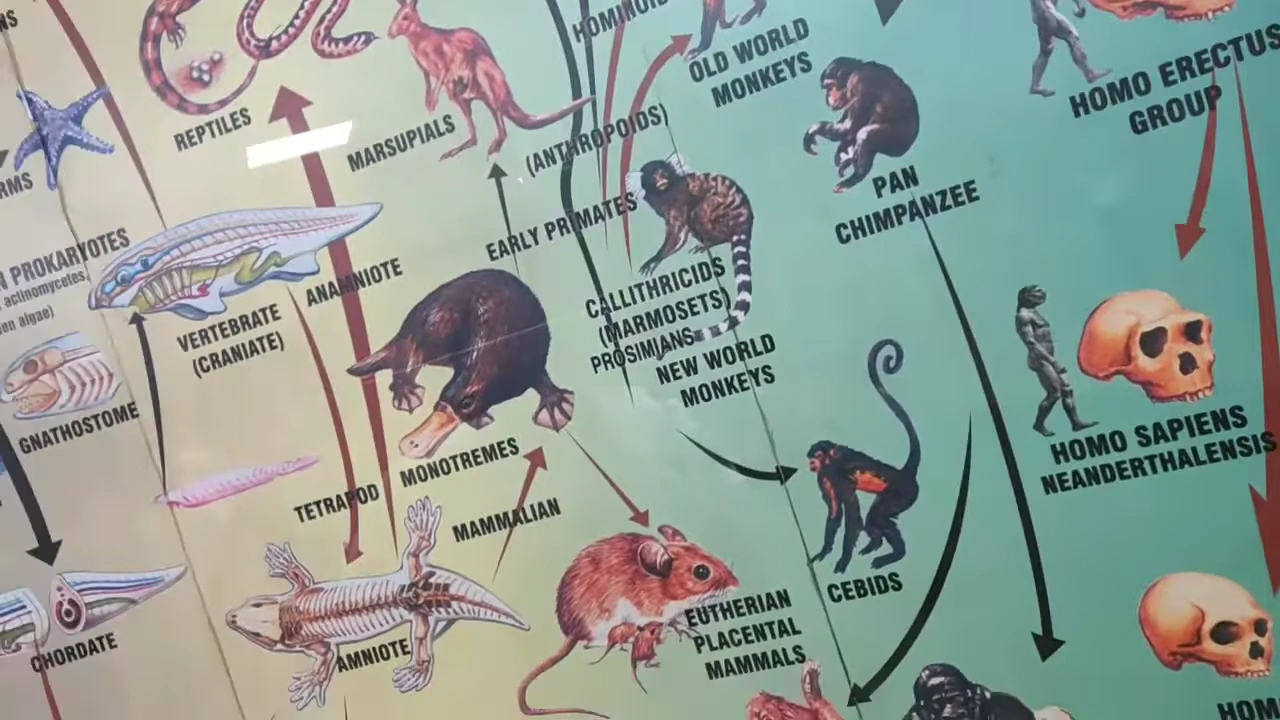 HOMINOID
OLD WORLD
MONKEYS
HOMO ERECTUS
GROUP
REPTILES
MARSUPIALS
(ANTHROPOIDS)
PAN
CHIMPANZEE
EARLY PRIMATES
PROKARYOTES
actinomycetes,
algae)
ANAMNIOTE
VERTEBRATE
(CRANIATE)
CALLITHRICIDS
(MARMOSETS)
PROSIMIANS
NEW WORLD
MONKEYS
GNATHOSTOME
MONOTREMES
HOMO SAPIENS
NEANDERTHALENSIS
TETRAPOD
MAMMALIAN
CEBIDS
EUTHERIAN
PLACENTAL
MAMMALS
CHORDATE
AMNIOTE